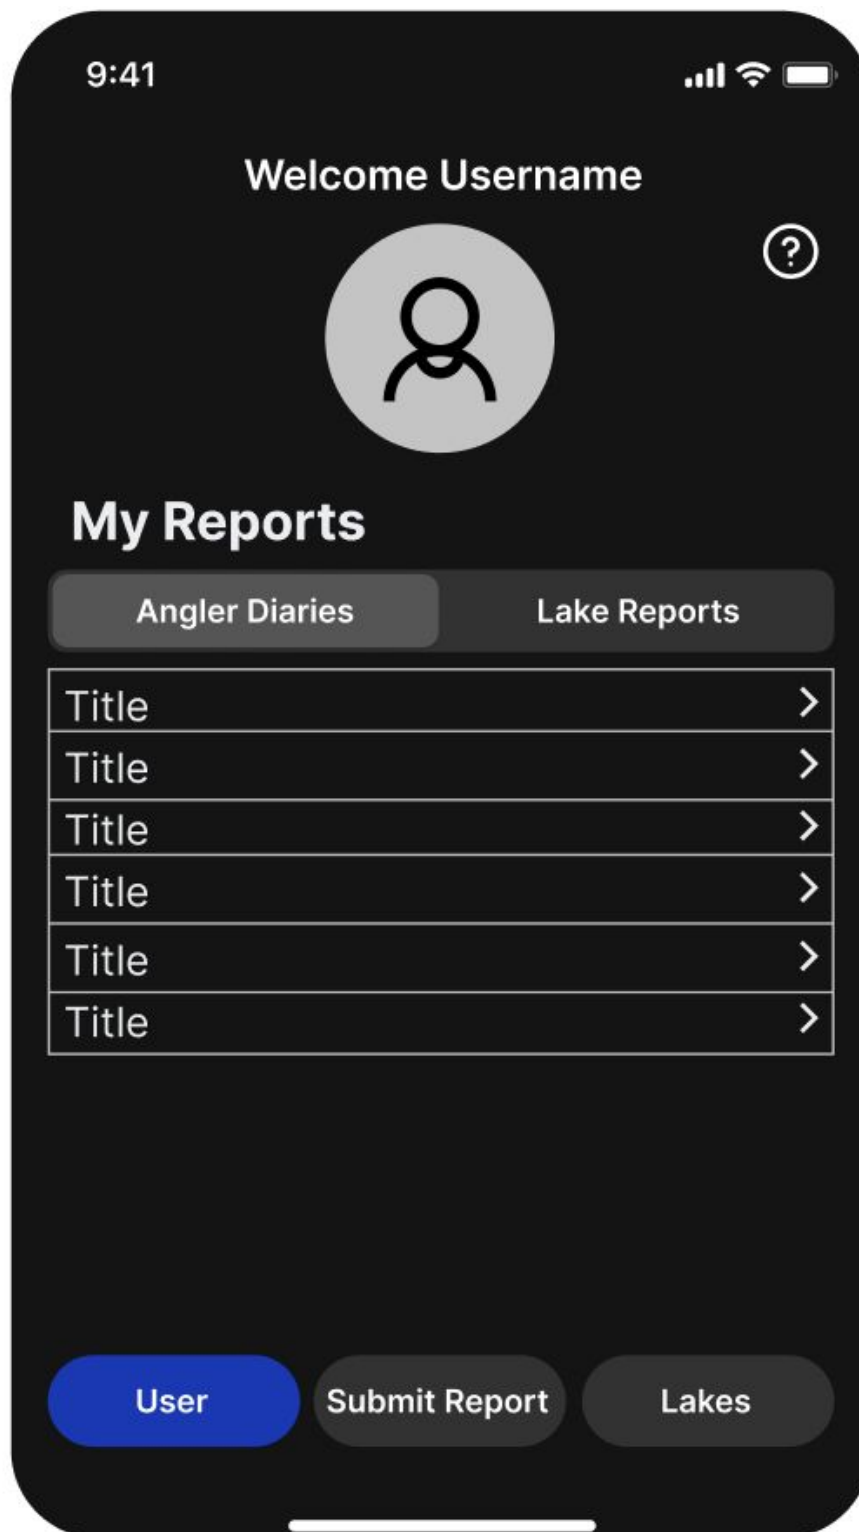 9:41
Welcome Username
?
My Reports
Angler Diaries Lake Reports
Title
Title
Title
Title
Title
Title
User Submit Report Lakes